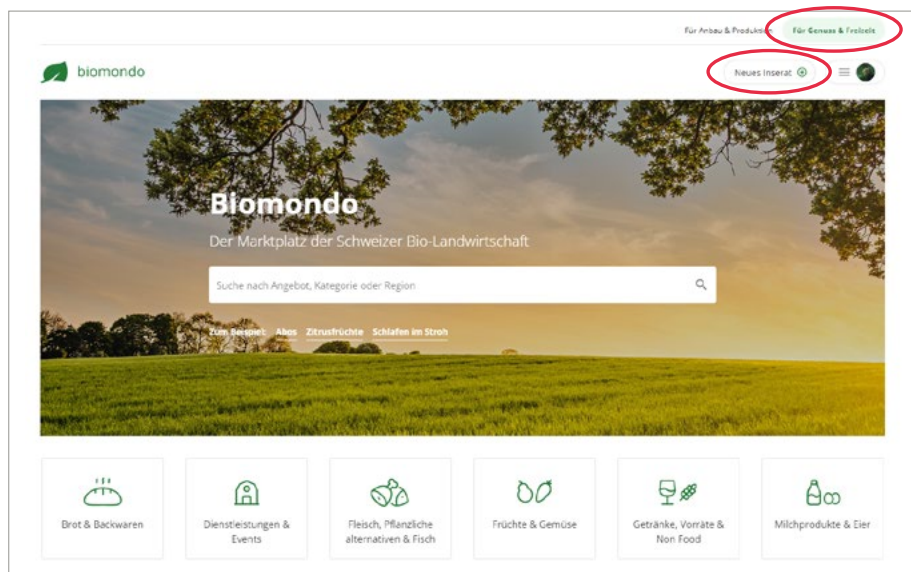 Für Anbau & Produktion Für Genuss & Freizeit
biomondo
Neues Inserat
Biomondo
Der Marktplatz der Schweizer Bio-Landwirtschaft
Suche nach Angebot, Kategorie oder Region
Zum Beispiel: Abos Zitrusfrüchte Schlafen im Stroh
Brot & Backwaren
Dienstleistungen &
Events
Fleisch, Pflanzliche
alternativen & Fisch
Früchte & Gemüse
Getränke, Vorräte &
Non Food
Milchprodukte & Eier